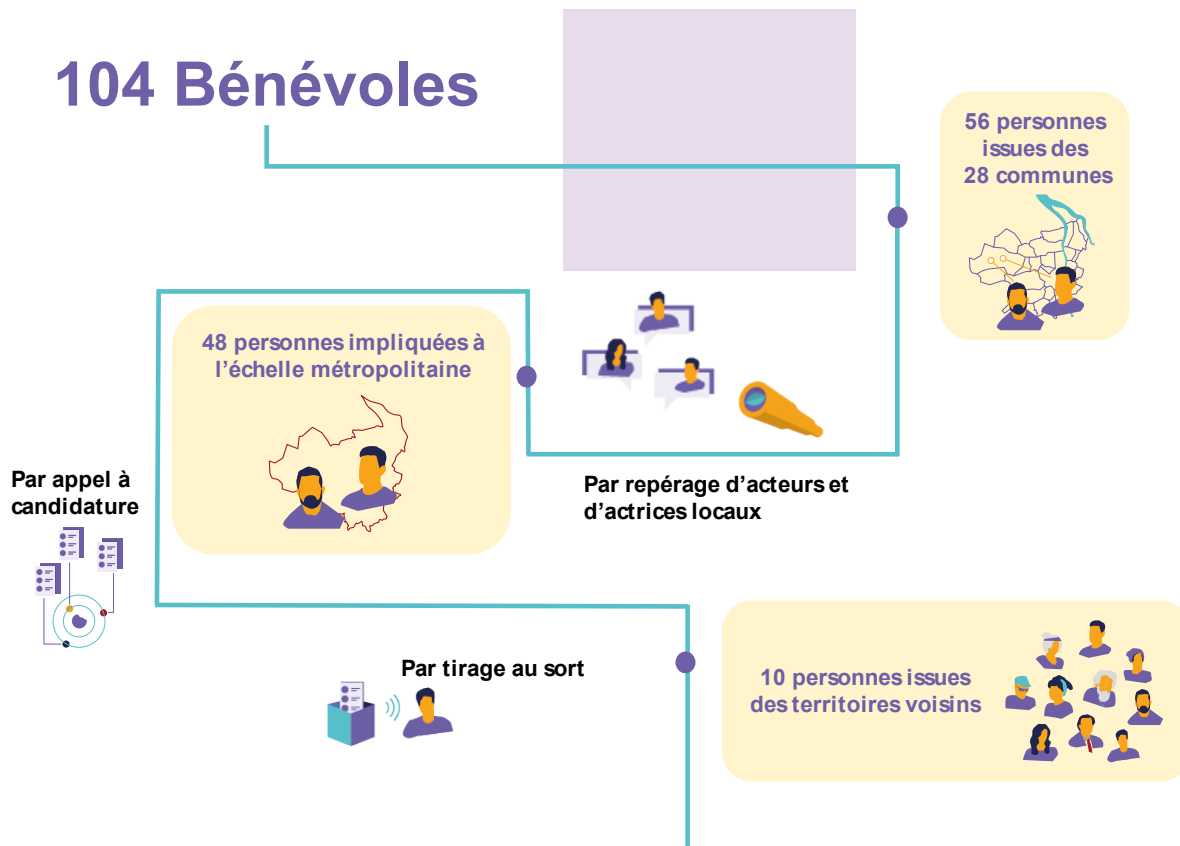 104 Bénévoles
56 personnes
issues des
28 communes
48 personnes impliquées à
l'échelle métropolitaine
Par appel à
candidature
Par repérage d'acteurs et
d'actrices locaux
Par tirage au sort
10 personnes issues
des territoires voisins